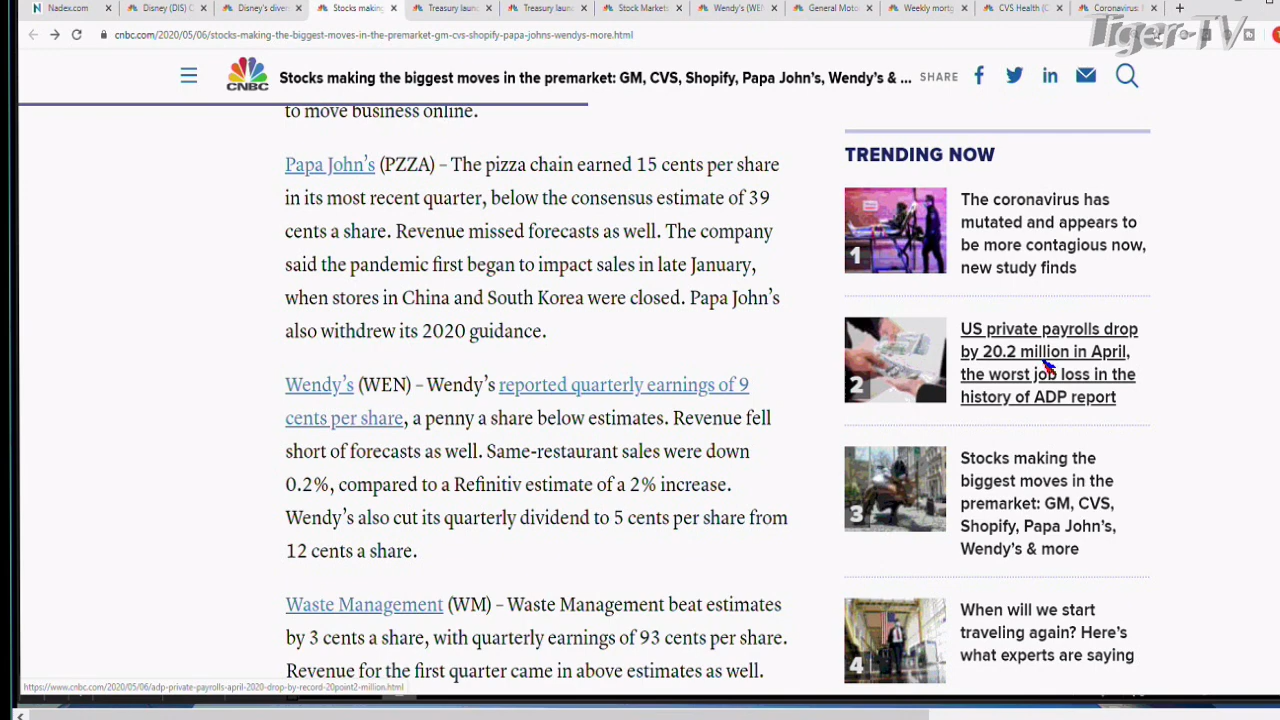 Nadex.com
Disney (DIS) C
Disney's diver
Stocks making
Treasury laun
Treasury laun
Stock Markets
Wendy's (WEN
General Moto
Weekly mortg
CVS Health (C
Coronavirus:
cnbc.com/2020/05/06/stocks-making-the-biggest-moves-in-the-premarket-gm-cvs-shopify-papa-johns-wendys-more.html
Tiger-TV
CNBC
Stocks making the biggest moves in the premarket: GM, CVS, Shopify, Papa John's, Wendy's & ...
SHARE
to move business online.
Papa John's (PZZA) – The pizza chain earned 15 cents per share
in its most recent quarter, below the consensus estimate of 39
cents a share. Revenue missed forecasts as well. The company
said the pandemic first began to impact sales in late January,
when stores in China and South Korea were closed. Papa John's
also withdrew its 2020 guidance.
Wendy's (WEN) – Wendy's reported quarterly earnings of 9
cents per share, a penny a share below estimates. Revenue fell
short of forecasts as well. Same-restaurant sales were down
0.2%, compared to a Refinitiv estimate of a 2% increase.
Wendy's also cut its quarterly dividend to 5 cents per share from
12 cents a share.
Waste Management (WM) – Waste Management beat estimates
by 3 cents a share, with quarterly earnings of 93 cents per share.
Revenue for the first quarter came in above estimates as well.
TRENDING NOW
1
The coronavirus has
mutated and appears to
be more contagious now,
new study finds
2
US private payrolls drop
by 20.2 million in April,
the worst job loss in the
history of ADP report
3
Stocks making the
biggest moves in the
premarket: GM, CVS,
Shopify, Papa John's,
Wendy's & more
4
When will we start
traveling again? Here's
what experts are saying
https://www.cnbc.com/2020/05/06/adp-private-payrolls-april-2020-drop-by-record-20point2-million.html